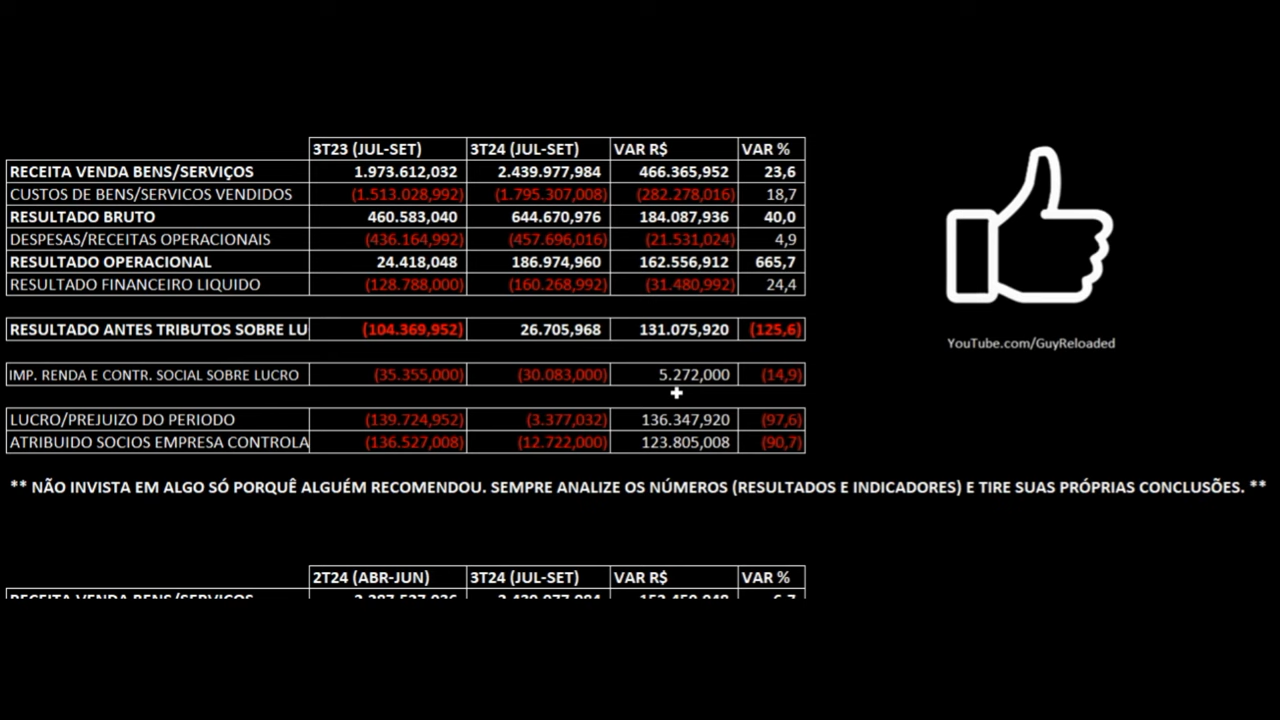 3T23 (JUL-SET) 3T24 (JUL-SET) VAR R$ VAR %
RECEITA VENDA BENS/SERVIÇOS 1.973.612,032 2.439.977,984 466.365,952 23,6
CUSTOS DE BENS/SERVICOS VENDIDOS (1.513.028,992) (1.795.307,008) (282.278,016) 18,7
RESULTADO BRUTO 460.583,040 644.670,976 184.087,936 40,0
DESPESAS/RECEITAS OPERACIONAIS (436.164,992) (457.696,016) (21.531,024) 4,9
RESULTADO OPERACIONAL 24.418,048 186.974,960 162.556,912 665,7
RESULTADO FINANCEIRO LIQUIDO (128.788,000) (160.268,992) (31.480,992) 24,4
RESULTADO ANTES TRIBUTOS SOBRE LU (104.369,952) 26.705,968 131.075,920 (125,6)
YouTube.com/GuyReloaded
IMP. RENDA E CONTR. SOCIAL SOBRE LUCRO (35.355,000) (30.083,000) 5.272,000 (14,9)
LUCRO/PREJUIZO DO PERIODO (139.724,952) (3.377,032) 136.347,920 (97,6)
ATRIBUIDO SOCIOS EMPRESA CONTROLA (136.527,008) (12.722,000) 123.805,008 (90,7)
** NÃO INVISTA EM ALGO SÓ PORQUÊ ALGUÉM RECOMENDOU. SEMPRE ANALIZE OS NÚMEROS (RESULTADOS E INDICADORES) E TIRE SUAS PRÓPRIAS CONCLUSÕES. **
2T24 (ABR-JUN) 3T24 (JUL-SET) VAR R$ VAR %
RECEITA VENDA BENS/SERVIÇOS